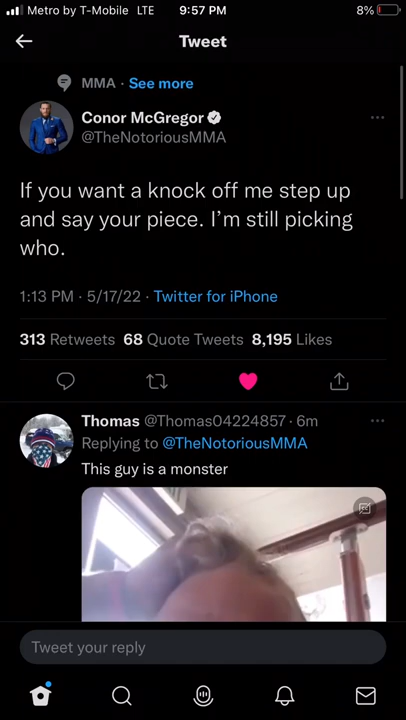 Metro by T-Mobile LTE 9:57 PM 8%
Tweet
MMA · See more
Conor McGregor
@TheNotoriousMMA
If you want a knock off me step up
and say your piece. I’m still picking
who.
1:13 PM · 5/17/22 · Twitter for iPhone
313 Retweets 68 Quote Tweets 8,195 Likes
Thomas @Thomas04224857 · 6m
Replying to @TheNotoriousMMA
This guy is a monster
Tweet your reply